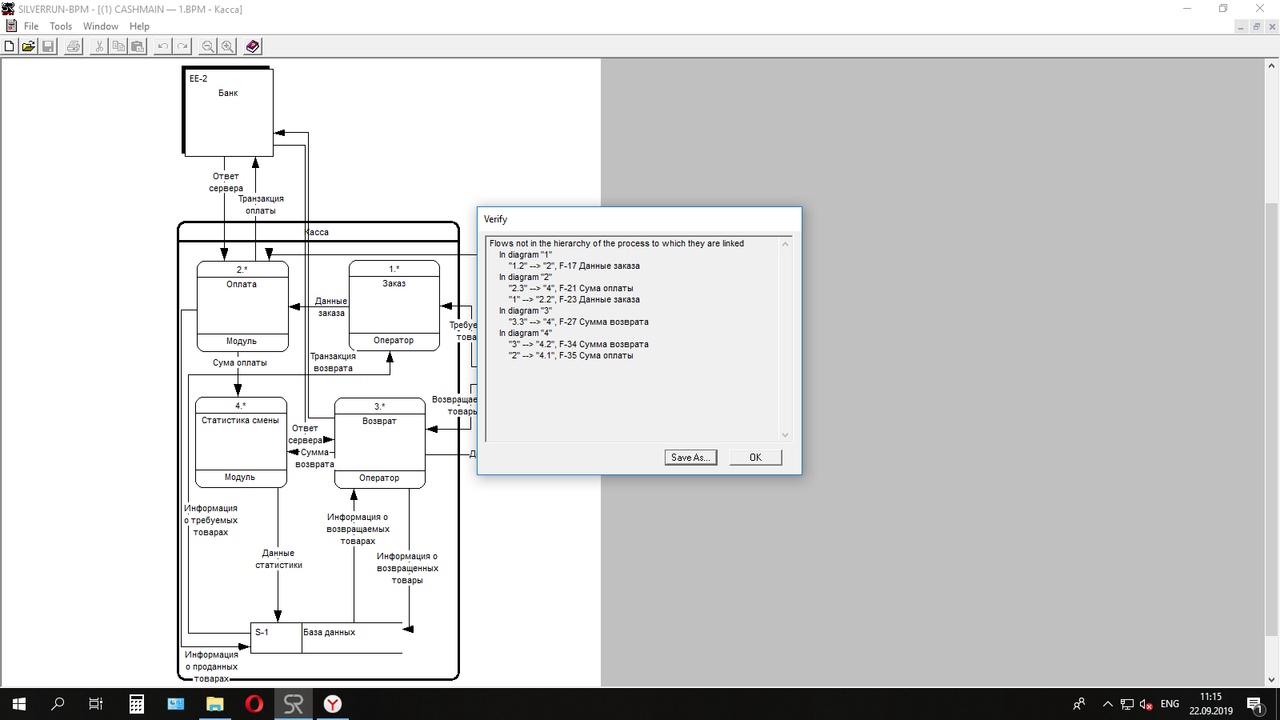 SILVERRUN-BPM - [(1) CASHMAIN — 1.BPM - Касса]
File Tools Window Help
EE-2
Банк
Ответ
сервера
Транзакция
оплаты
Касса
2.*
Оплата
Модуль
Данные
заказа
1.*
Заказ
Оператор
Требуе
това
Сума оплаты
Транзакция
возврата
4.*
Статистика смены
Модуль
Ответ
сервера
Сумма
возврата
3.*
Возврат
Оператор
Возвращае
товары
Д
Информация
о требуемых
товарах
Данные
статистики
Информация о
возвращаемых
товарах
Информация о
возвращенных
товары
S-1
База данных
Информация
о проданных
товарах
Verify
Flows not in the hierarchy of the process to which they are linked
In diagram "1"
"1.2" --> "2", F-17 Данные заказа
In diagram "2"
"2.3" --> "4", F-21 Сума оплаты
"1" --> "2.2", F-23 Данные заказа
In diagram "3"
"3.3" --> "4", F-27 Сумма возврата
In diagram "4"
"3" --> "4.2", F-34 Сумма возврата
"2" --> "4.1", F-35 Сума оплаты
Save As...
OK
ENG
11:15
22.09.2019
1